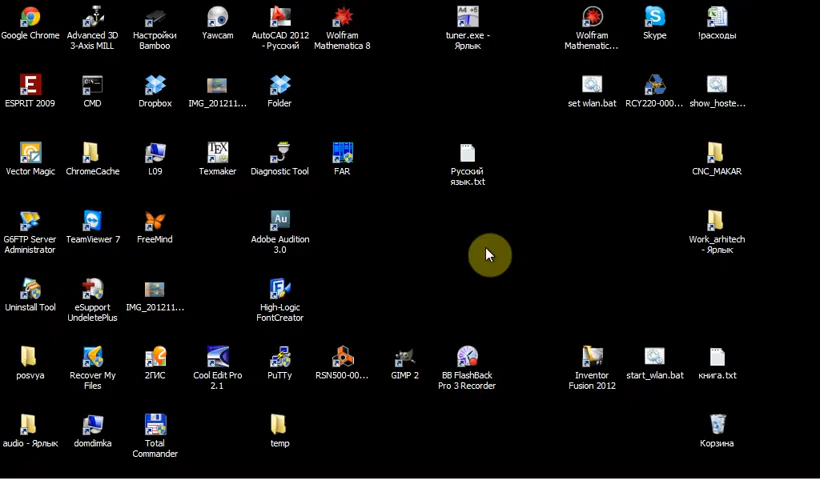 Google Chrome
Advanced 3D
3-Axis MILL
Настройки
Bamboo
Yawcam
AutoCAD 2012
- Русский
Wolfram
Mathematica 8
A4 +6
tuner.exe -
Ярлык
Wolfram
Mathematic...
Skype
!расходы
ESPRIT 2009
CMD
Dropbox
IMG_201211...
Folder
set wlan.bat
RCY220-000...
show_hoste...
Vector Magic
ChromeCache
L09
TEX
Texmaker
Diagnostic Tool
FAR
Русский
язык.txt
CNC_MAKAR
G6FTP Server
Administrator
TeamViewer 7
FreeMind
Au
Adobe Audition
3.0
Work_arhitech
- Ярлык
Uninstall Tool
eSupport
UndeletePlus
IMG_201211...
High-Logic
FontCreator
posvya
Recover My
Files
2ГИС
Cool Edit Pro
2.1
PuTTy
RSN500-00...
GIMP 2
BB FlashBack
Pro 3 Recorder
Inventor
Fusion 2012
start_wlan.bat
книга.txt
audio - Ярлык
domdimka
Total
Commander
temp
Корзина